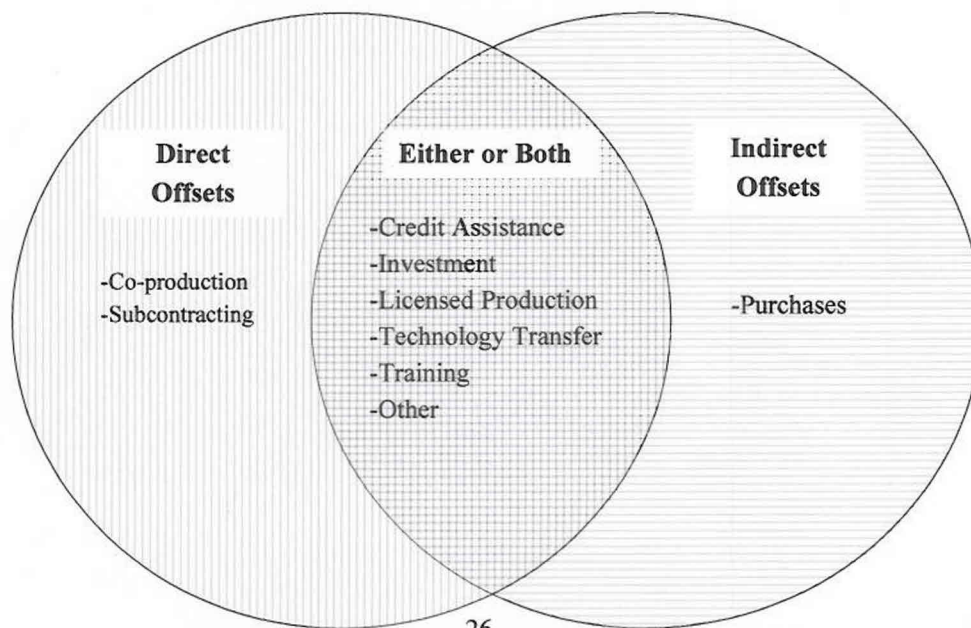 Direct
Offsets
-Co-production
-Subcontracting
Either or Both
-Credit Assistance
-Investment
-Licensed Production
-Technology Transfer
-Training
-Other
Indirect
Offsets
-Purchases
26